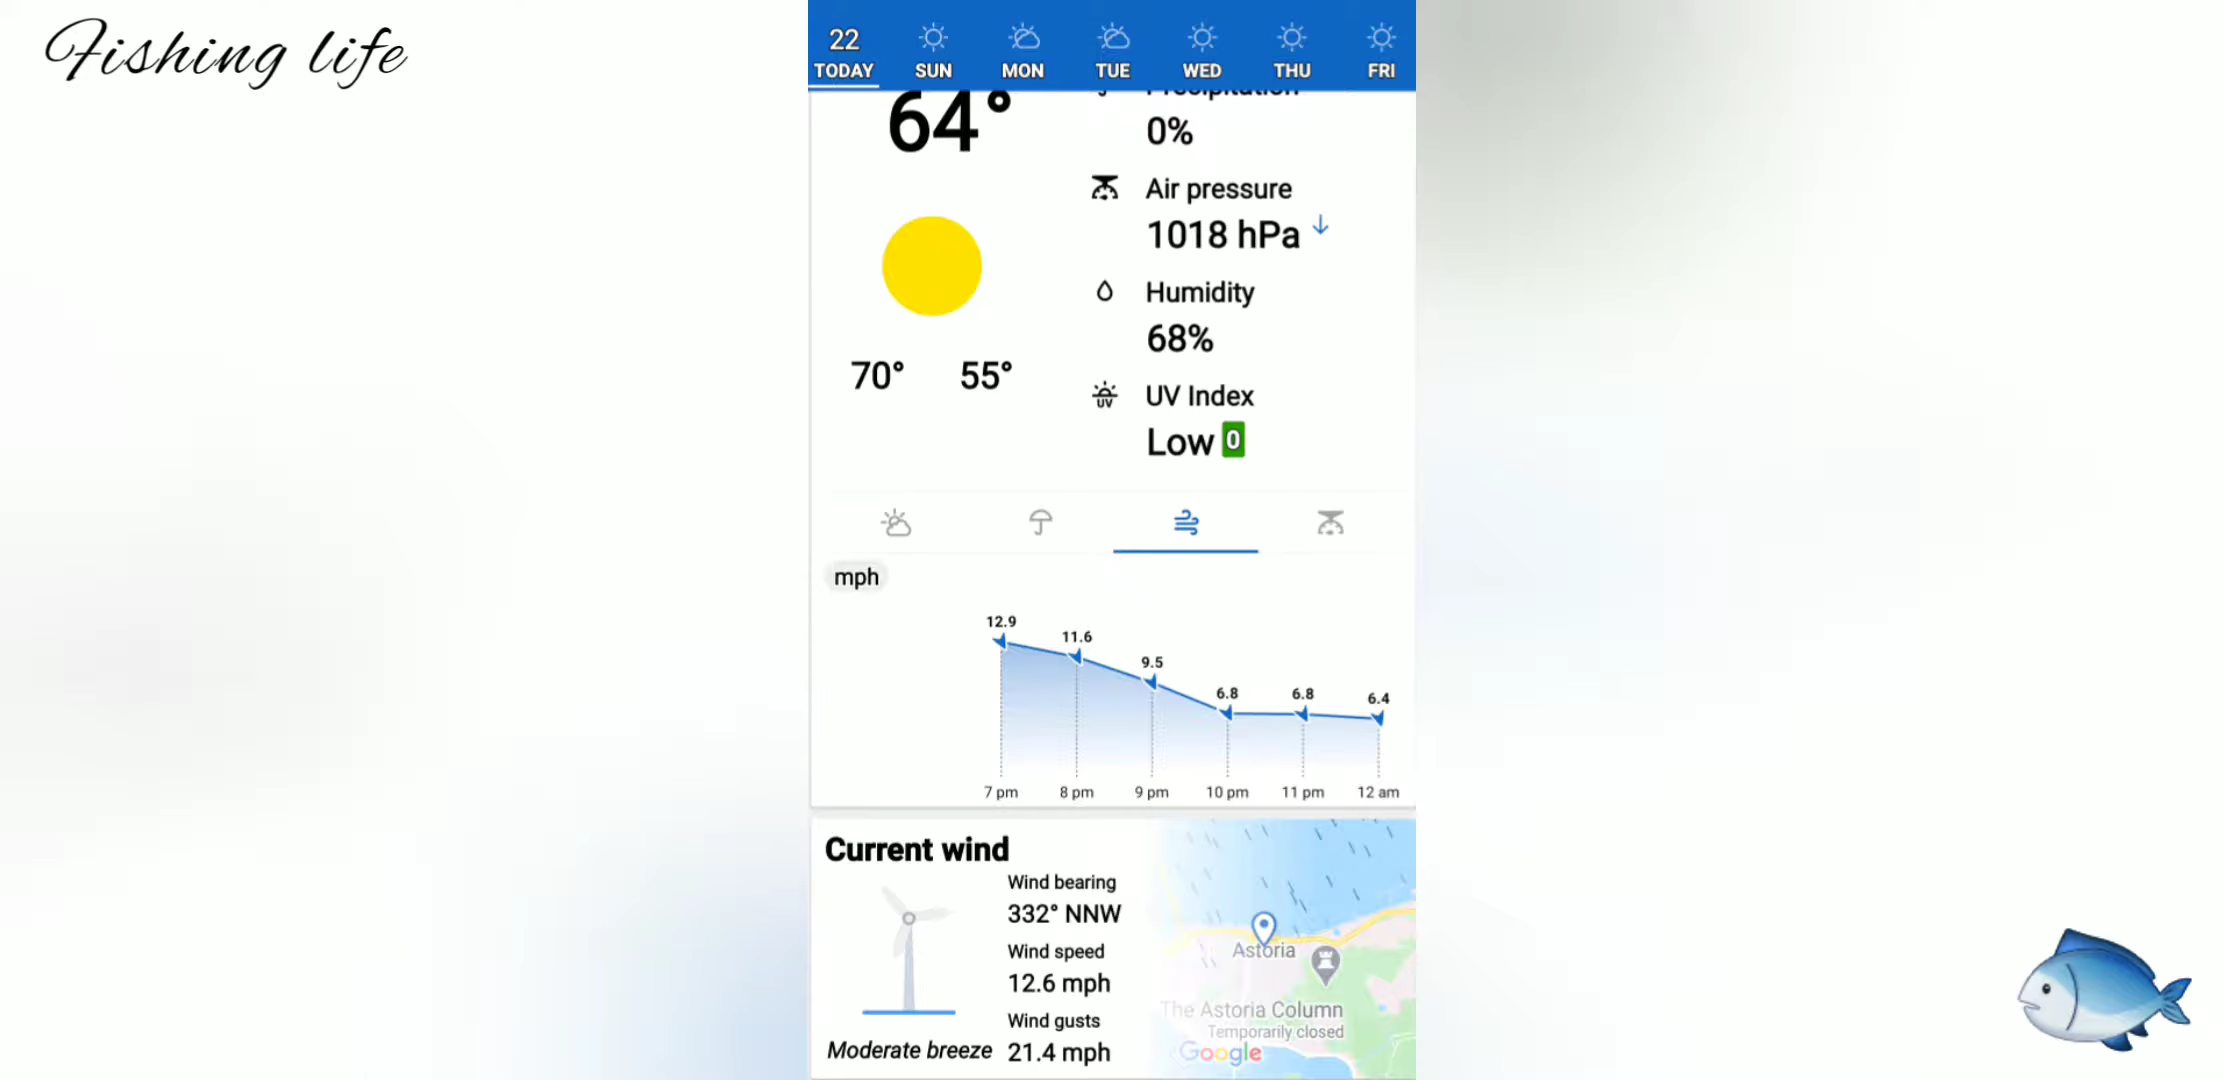 Fishing life
22
TODAY SUN MON TUE WED THU FRI
64°
Precipitation
0%
Air pressure
1018 hPa
Humidity
68%
70° 55°
UV Index
UV
Low 0
mph
12.9 11.6 9.5 6.8 6.8 6.4
7 pm 8 pm 9 pm 10 pm 11 pm 12 am
Current wind
Wind bearing
332° NNW
Wind speed
12.6 mph
Wind gusts
Moderate breeze 21.4 mph
Astoria
The Astoria Column
Temporarily closed
Google